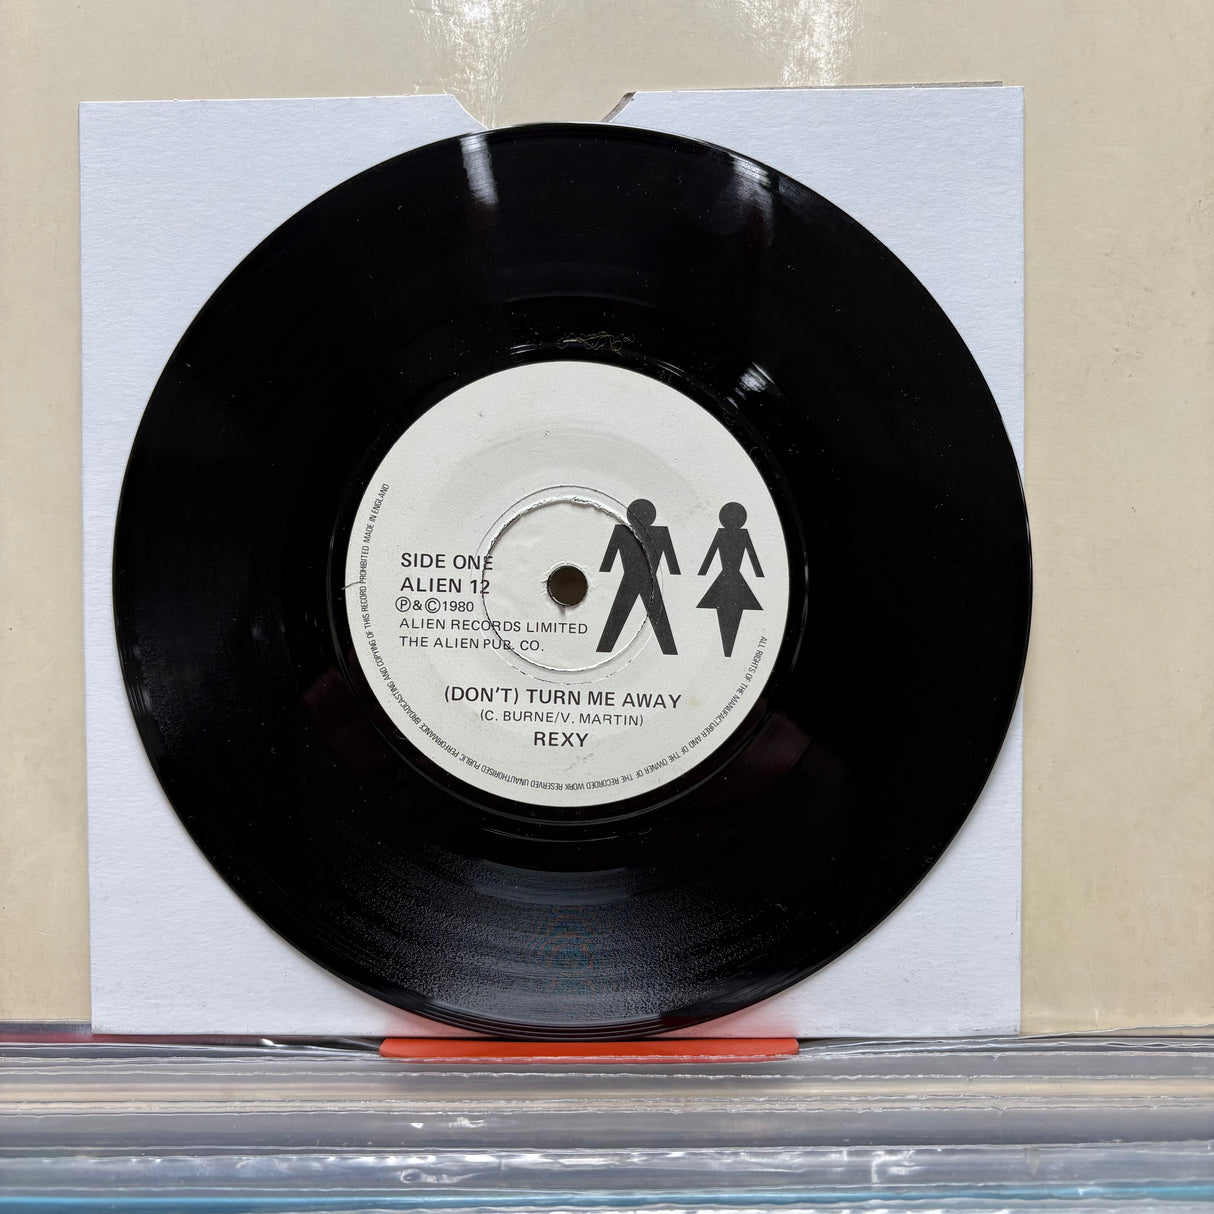 SIDE ONE
ALIEN 12
℗&©1980
ALIEN RECORDS LIMITED
THE ALIEN PUB. CO.
(DON'T) TURN ME AWAY
(C. BURNE/V. MARTIN)
REXY
ALL RIGHTS OF THE MANUFACTURER AND OF THE OWNER OF THE RECORDED WORK RESERVED UNAUTHORISED PUBLIC PERFORMANCE BROADCASTING AND COPYING OF THIS RECORD PROHIBITED MADE IN ENGLAND